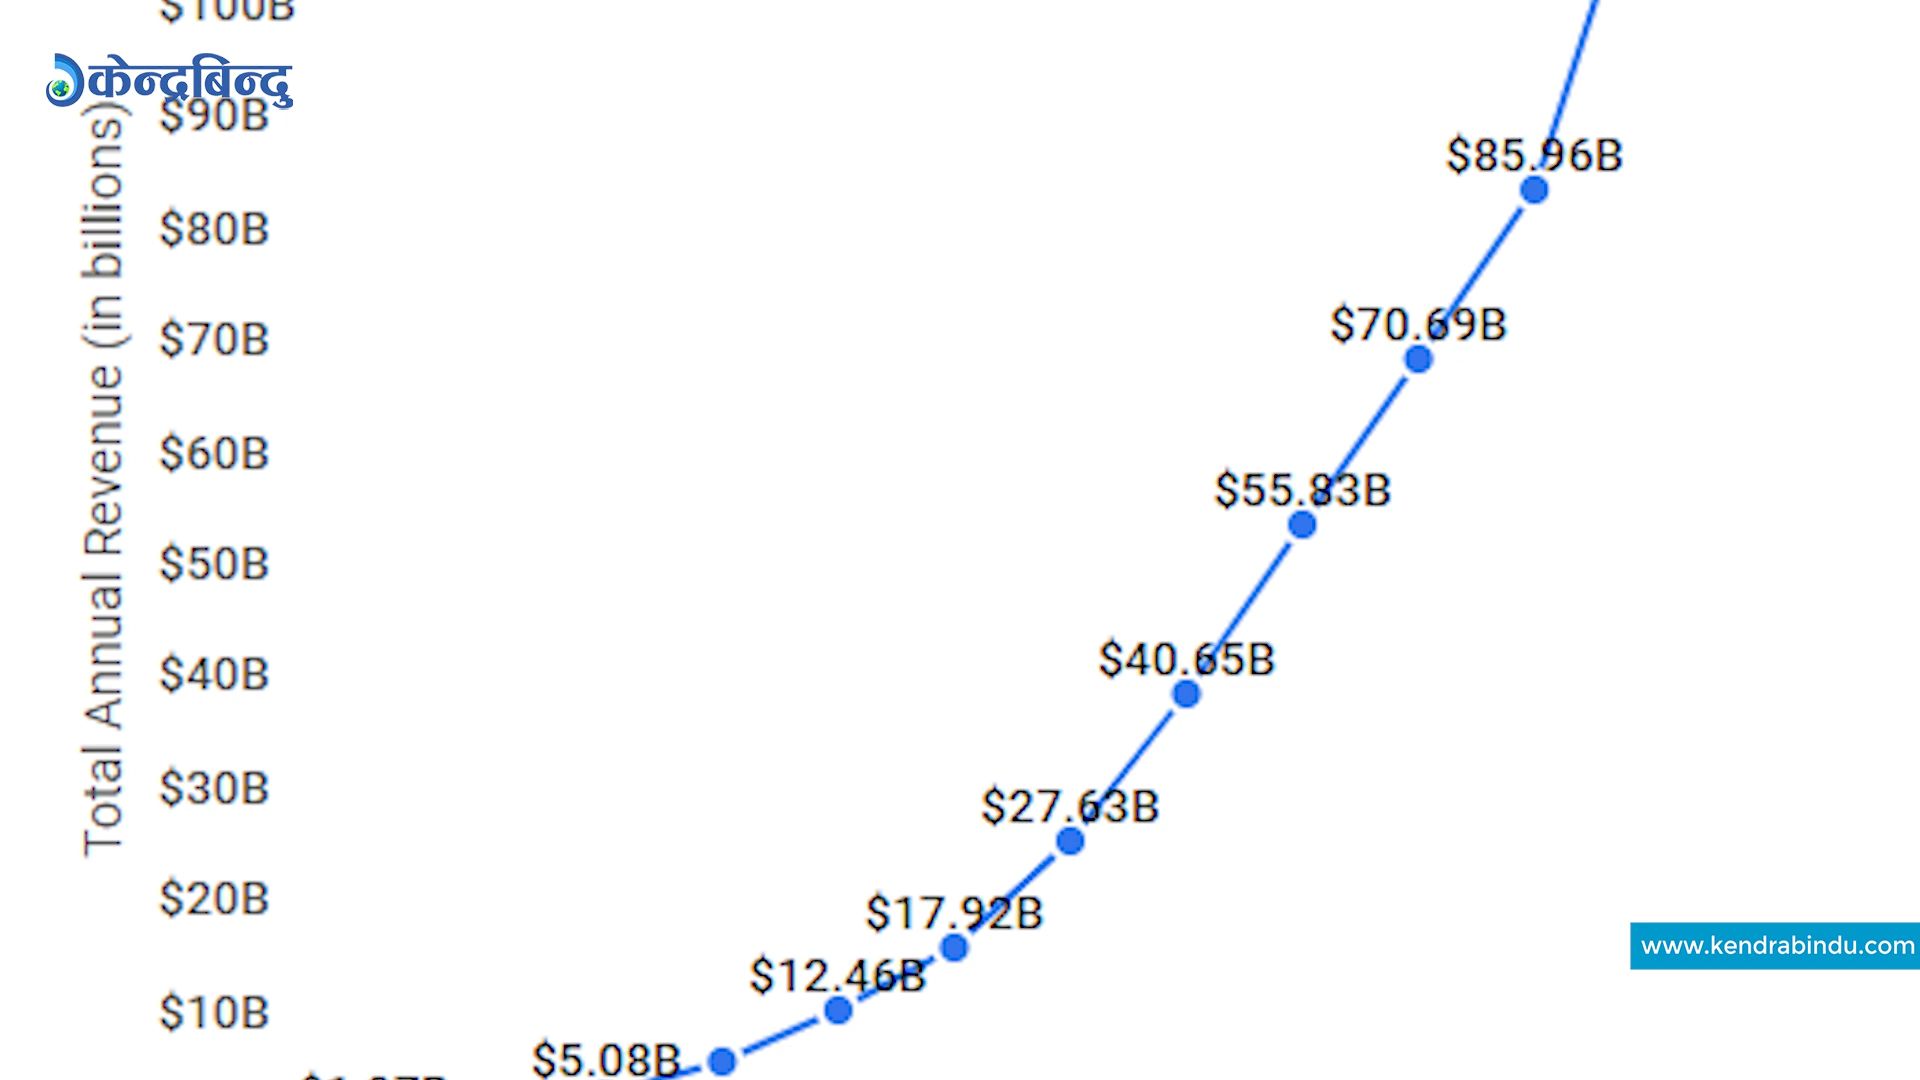 $100B
केन्द्रबिन्दु
$90B
$80B
$70B
$60B
$50B
$40B
$30B
$20B
$10B
Total Annual Revenue (in billions)
$85.96B
$70.69B
$55.83B
$40.65B
$27.63B
$17.92B
$12.46B
$5.08B
www.kendrabindu.com